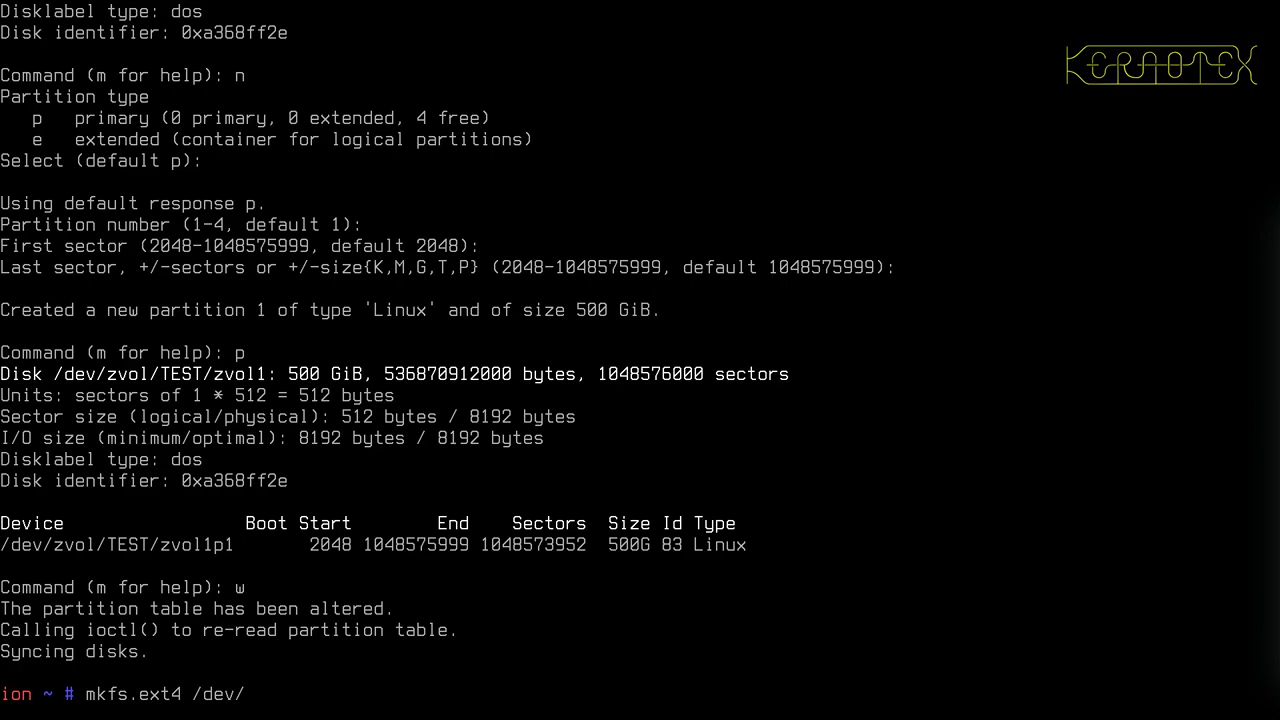 Disklabel type: dos
Disk identifier: 0xa368ff2e
KERNOTEX
Command (m for help): n
Partition type
p primary (0 primary, 0 extended, 4 free)
e extended (container for logical partitions)
Select (default p):
Using default response p.
Partition number (1-4, default 1):
First sector (2048-1048575999, default 2048):
Last sector, +/-sectors or +/-size{K,M,G,T,P} (2048-1048575999, default 1048575999):
Created a new partition 1 of type 'Linux' and of size 500 GiB.
Command (m for help): p
Disk /dev/zvol/TEST/zvol1: 500 GiB, 536870912000 bytes, 1048576000 sectors
Units: sectors of 1 * 512 = 512 bytes
Sector size (logical/physical): 512 bytes / 8192 bytes
I/O size (minimum/optimal): 8192 bytes / 8192 bytes
Disklabel type: dos
Disk identifier: 0xa368ff2e
Device Boot Start End Sectors Size Id Type
/dev/zvol/TEST/zvol1p1 2048 1048575999 1048573952 500G 83 Linux
Command (m for help): w
The partition table has been altered.
Calling ioctl() to re-read partition table.
Syncing disks.
ion ~ # mkfs.ext4 /dev/